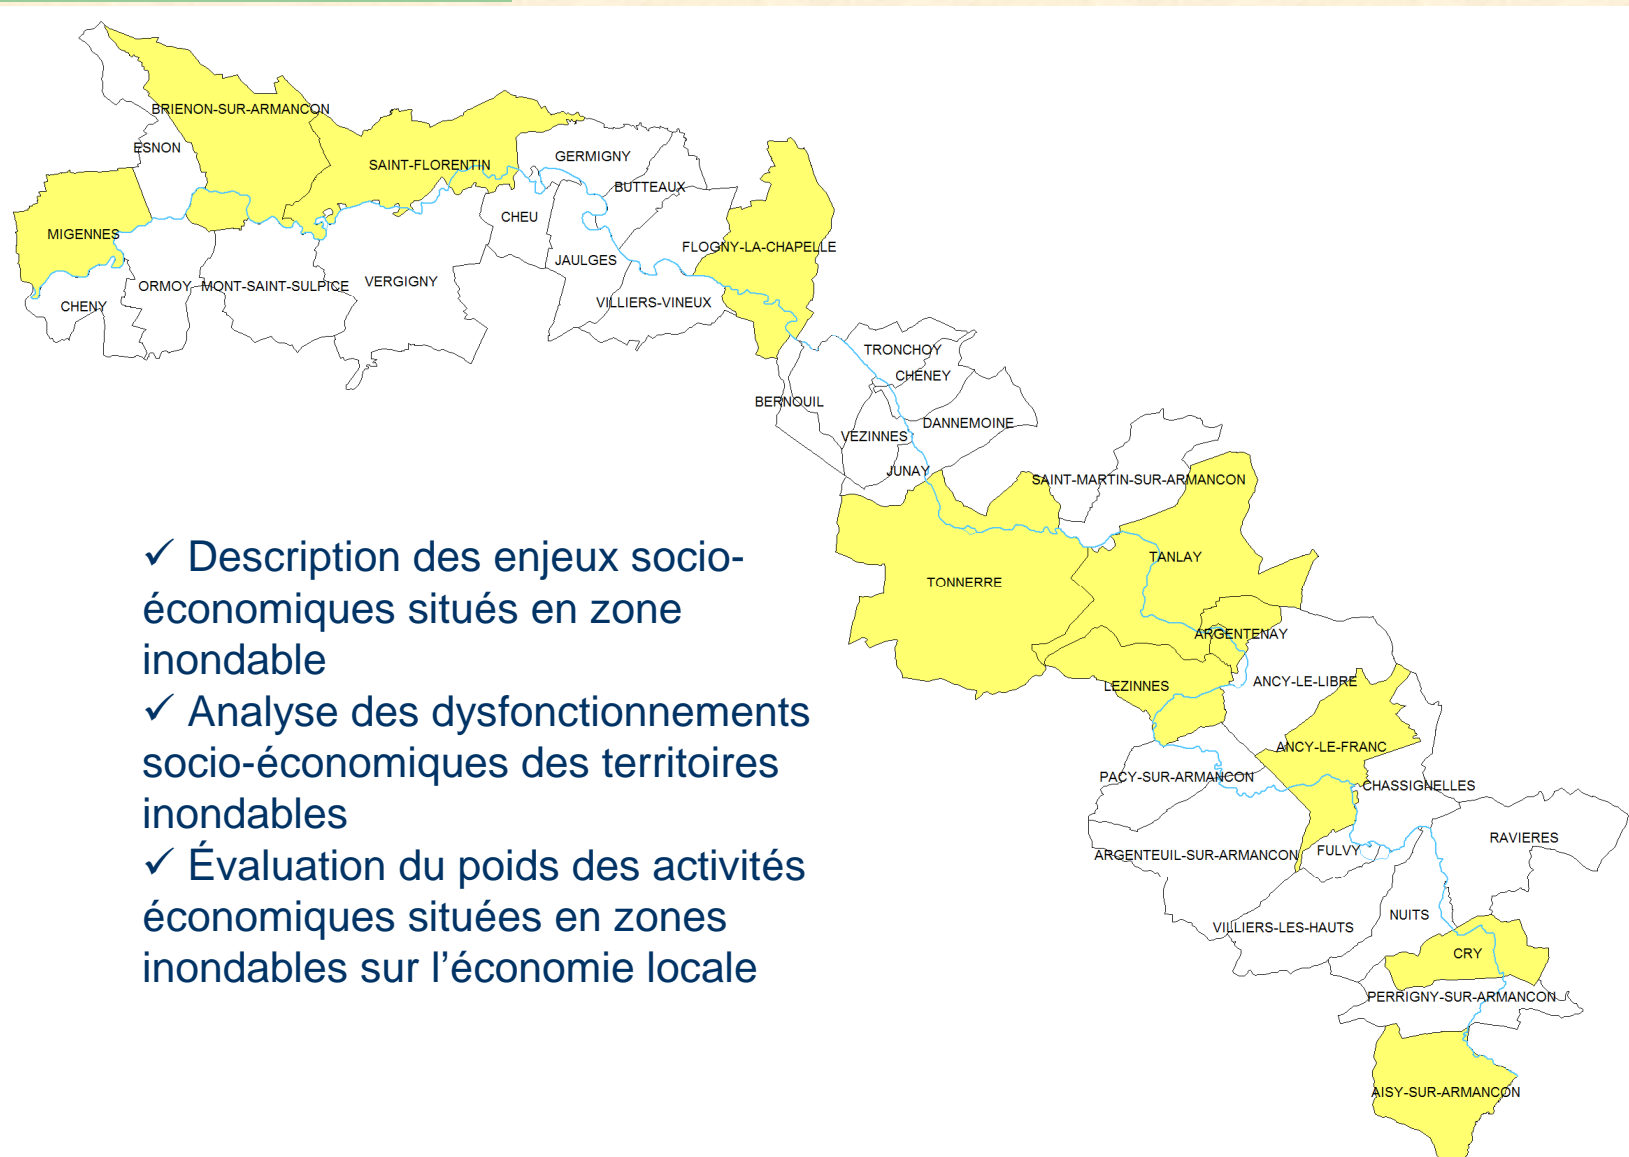 BRIENON-SUR-ARMANCON
ESNON
SAINT-FLORENTIN
GERMIGNY
BUTTEAUX
CHEU
MIGENNES
FLOGNY-LA-CHAPELLE
JAULGES
ORMOY
MONT-SAINT-SULPICE
VERGIGNY
CHENY
VILLIERS-VINEUX
TRONCHOY
CHENEY
BERNOUIL
DANNEMOINE
VEZINNES
JUNAY
SAINT-MARTIN-SUR-ARMANCON
TANLAY
TONNERRE
ARGENTENAY
LEZINNES
ANCY-LE-LIBRE
ANCY-LE-FRANC
PACY-SUR-ARMANCON
CHASSIGNELLES
RAVIERES
ARGENTEUIL-SUR-ARMANCON
FULVY
NUITS
VILLIERS-LES-HAUTS
CRY
PERRIGNY-SUR-ARMANCON
AISY-SUR-ARMANCON
✓ Description des enjeux socio-
économiques situés en zone
inondable
✓ Analyse des dysfonctionnements
socio-économiques des territoires
inondables
✓ Évaluation du poids des activités
économiques situées en zones
inondables sur l’économie locale